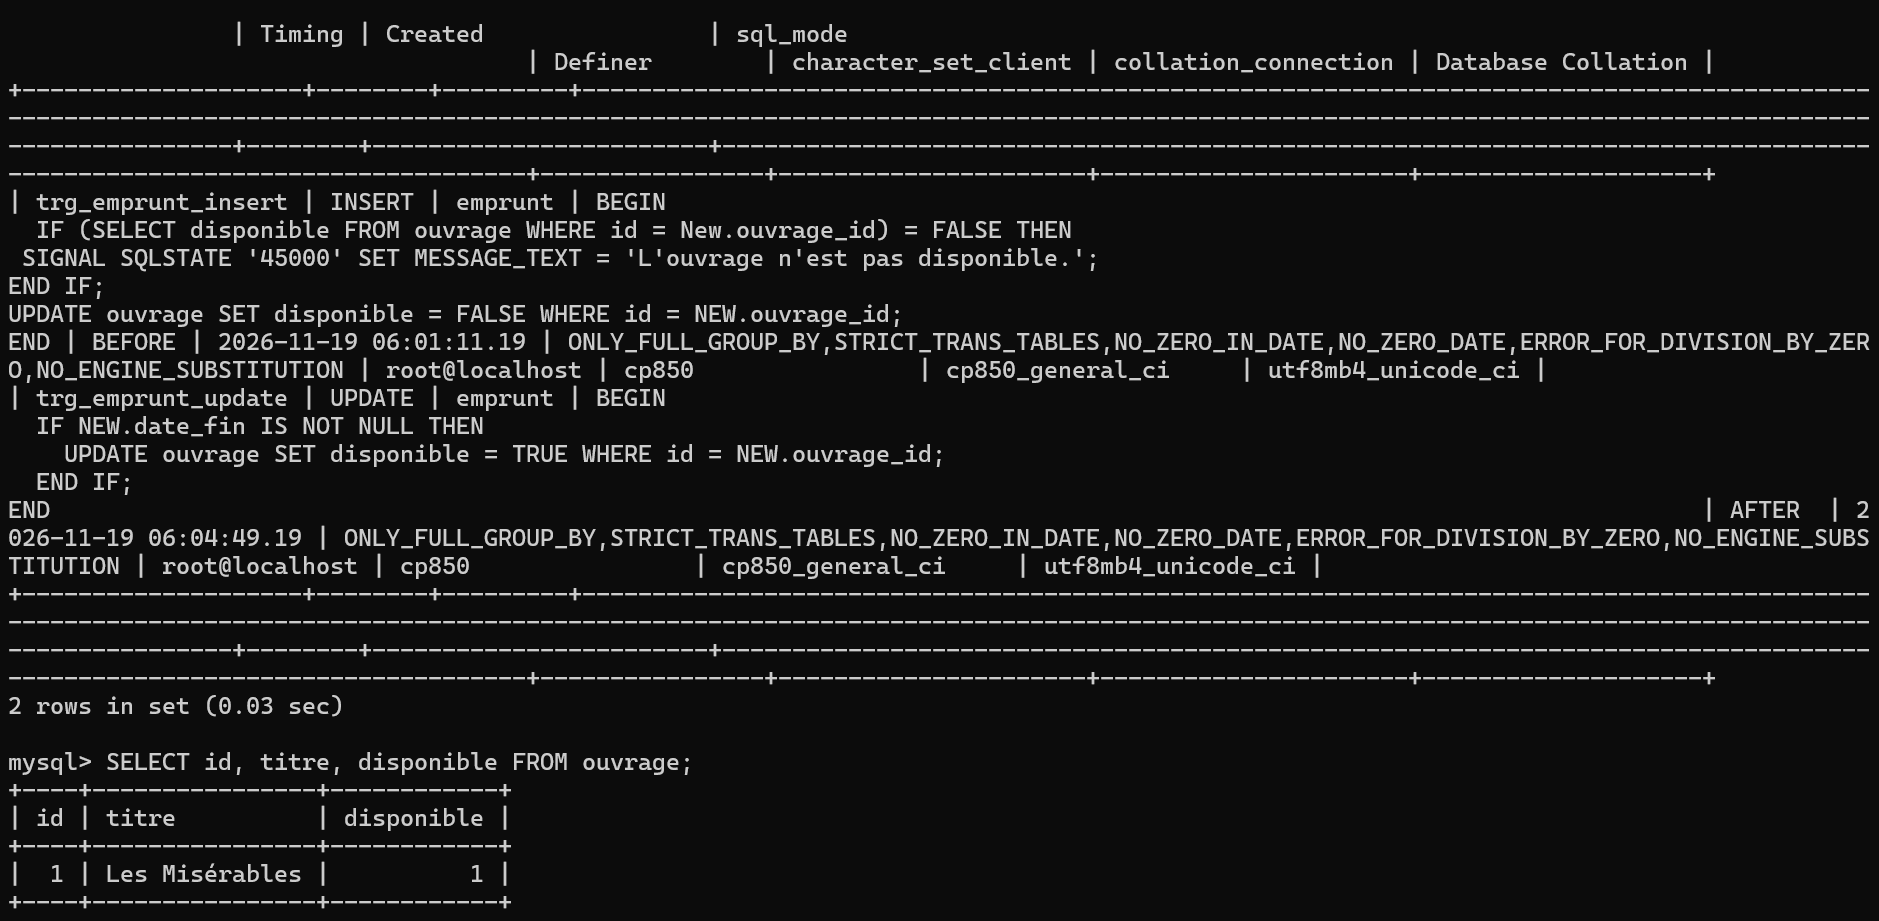 | Timing | Created | sql_mode
| Definer | character_set_client | collation_connection | Database Collation |
+--------------------+--------+---------+--------------------------------------------------------------------------------------------
-------------------------------------------------------------------------------------------------------------------------------------
----------------+--------+------------------------+----------------------------------------------------------------------------------
-------------------------------------+----------------+----------------------+----------------------+--------------------+
| trg_emprunt_insert | INSERT | emprunt | BEGIN
IF (SELECT disponible FROM ouvrage WHERE id = New.ouvrage_id) = FALSE THEN
SIGNAL SQLSTATE '45000' SET MESSAGE_TEXT = 'L'ouvrage n'est pas disponible.';
END IF;
UPDATE ouvrage SET disponible = FALSE WHERE id = NEW.ouvrage_id;
END | BEFORE | 2026-11-19 06:01:11.19 | ONLY_FULL_GROUP_BY,STRICT_TRANS_TABLES,NO_ZERO_IN_DATE,NO_ZERO_DATE,ERROR_FOR_DIVISION_BY_ZER
O,NO_ENGINE_SUBSTITUTION | root@localhost | cp850 | cp850_general_ci | utf8mb4_unicode_ci |
| trg_emprunt_update | UPDATE | emprunt | BEGIN
IF NEW.date_fin IS NOT NULL THEN
UPDATE ouvrage SET disponible = TRUE WHERE id = NEW.ouvrage_id;
END IF;
END | AFTER | 2
026-11-19 06:04:49.19 | ONLY_FULL_GROUP_BY,STRICT_TRANS_TABLES,NO_ZERO_IN_DATE,NO_ZERO_DATE,ERROR_FOR_DIVISION_BY_ZERO,NO_ENGINE_SUBS
TITUTION | root@localhost | cp850 | cp850_general_ci | utf8mb4_unicode_ci |
+--------------------+--------+---------+--------------------------------------------------------------------------------------------
-------------------------------------------------------------------------------------------------------------------------------------
----------------+--------+------------------------+----------------------------------------------------------------------------------
-------------------------------------+----------------+----------------------+----------------------+--------------------+
2 rows in set (0.03 sec)
mysql> SELECT id, titre, disponible FROM ouvrage;
+----+----------------+------------+
| id | titre | disponible |
+----+----------------+------------+
| 1 | Les Misérables | 1 |
+----+----------------+------------+